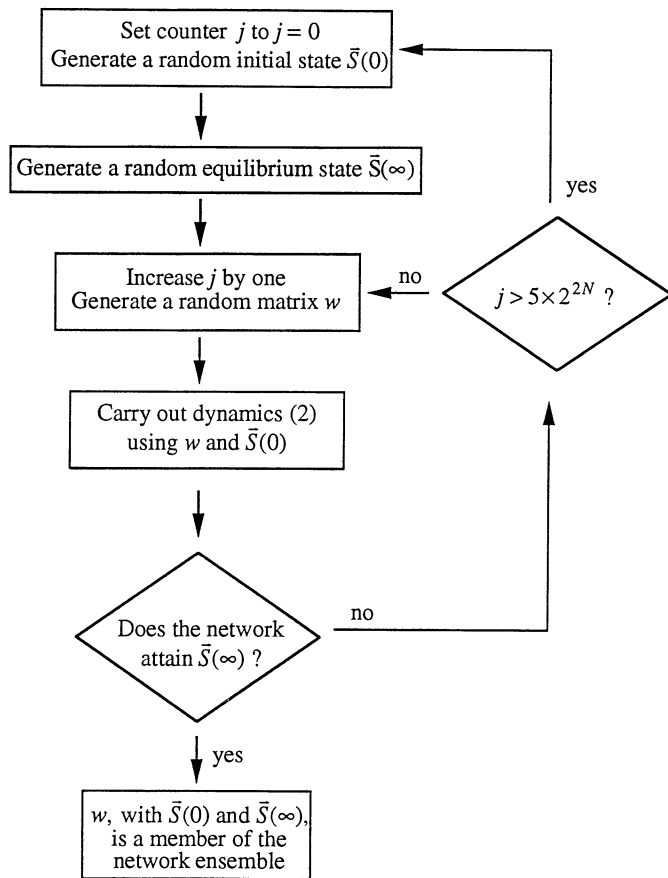 Set counter j to j = 0
Generate a random initial state S⃗(0)
Generate a random equilibrium state S⃗(∞)
yes
Increase j by one
Generate a random matrix w
no
j > 5 × 2^{2N} ?
Carry out dynamics (2)
using w and S⃗(0)
no
Does the network
attain S⃗(∞) ?
yes
w, with S⃗(0) and S⃗(∞),
is a member of the
network ensemble